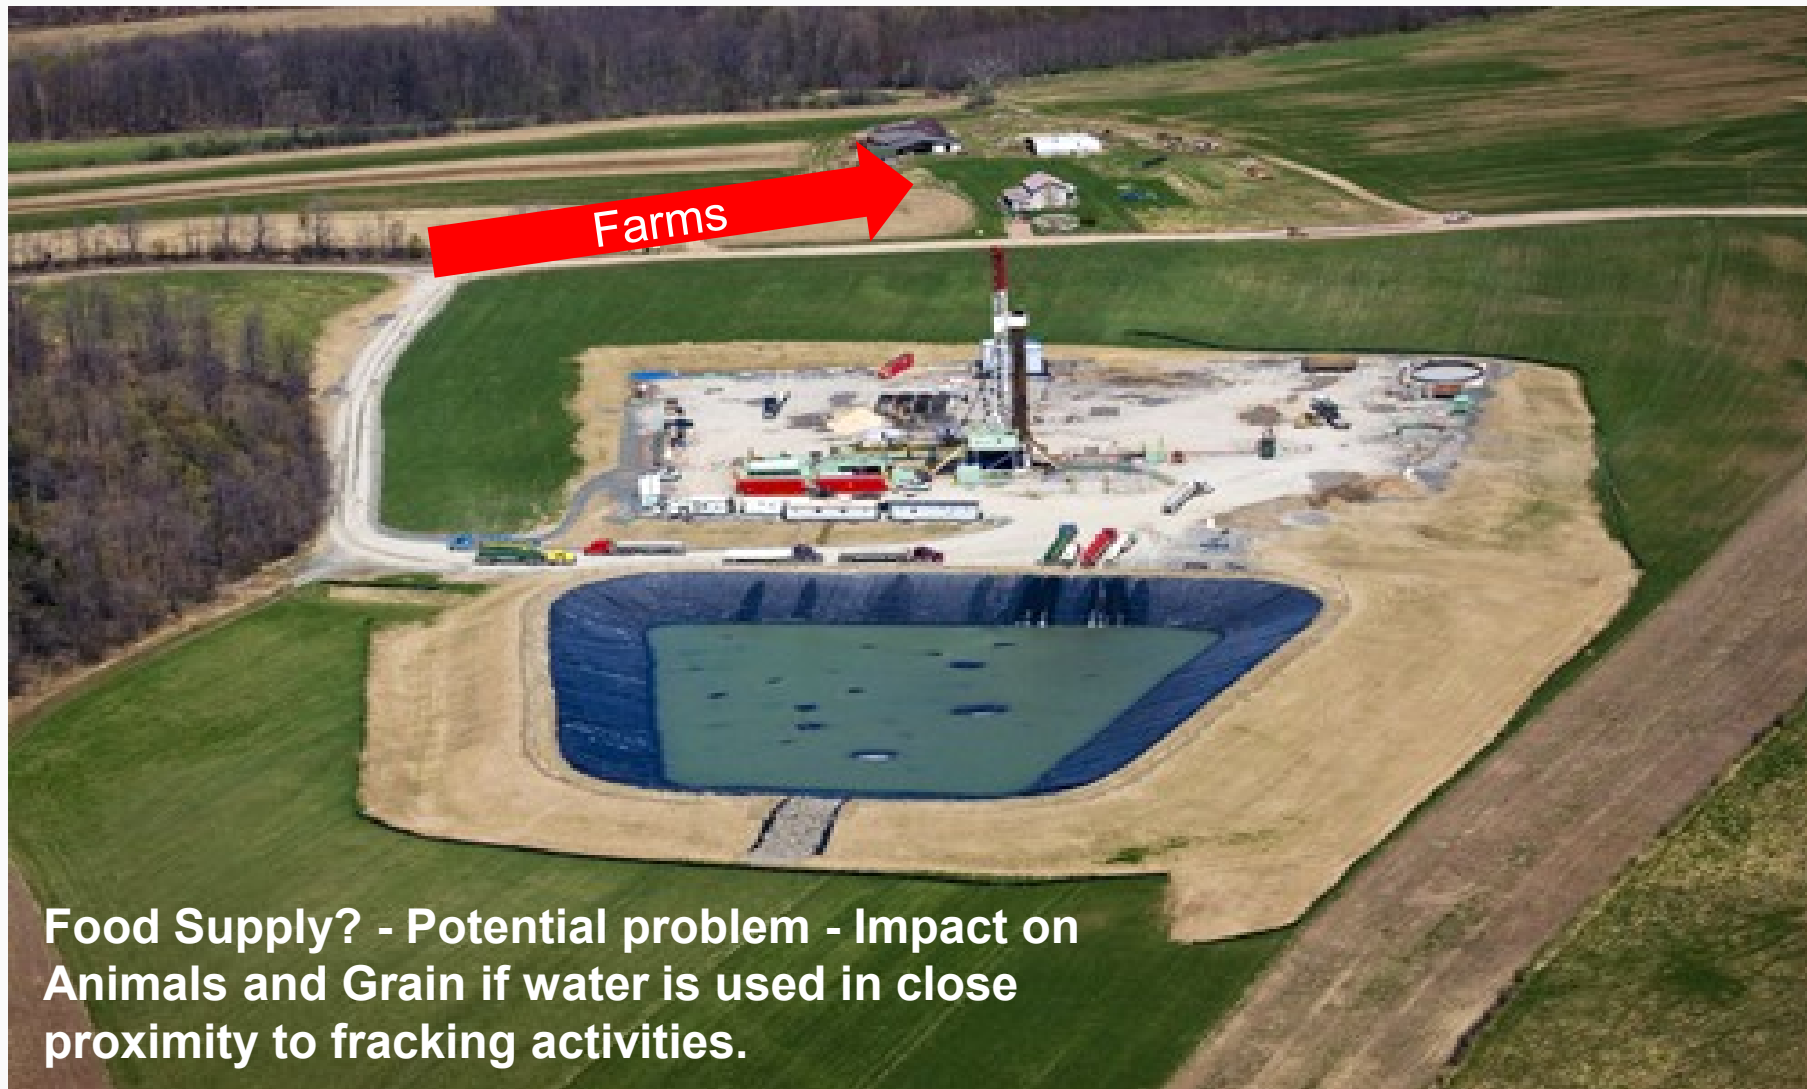 Farms
Food Supply? - Potential problem - Impact on
Animals and Grain if water is used in close
proximity to fracking activities.